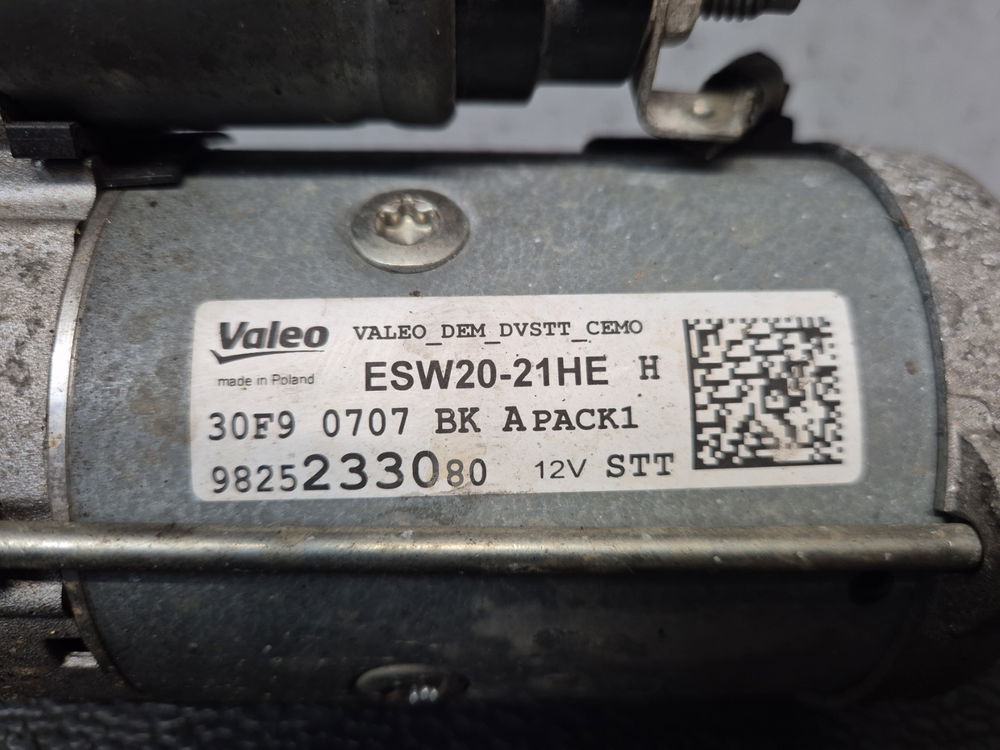 Valeo VALEO_DEM_DVSTT_CEMO
made in Poland ESW20-21HE H
30F9 0707 BK APACK1
9825233080 12V STT